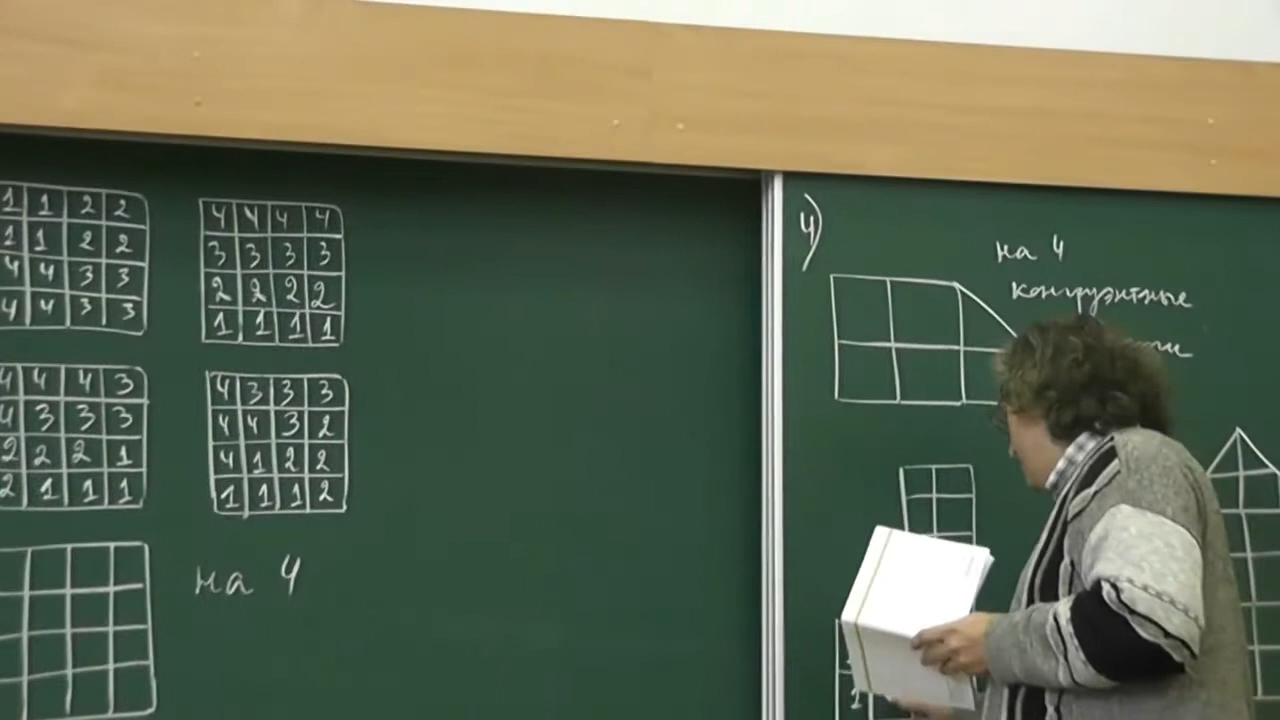 1 1 2 2
1 1 2 2
4 4 3 3
4 4 3 3
4 4 4 4
3 3 3 3
2 2 2 2
1 1 1 1
4 4 4 3
4 3 3 3
2 2 2 1
2 1 1 1
4 3 3 3
4 4 3 2
4 1 2 2
1 1 1 2
на 4
4)
на 4
конгруэнтные